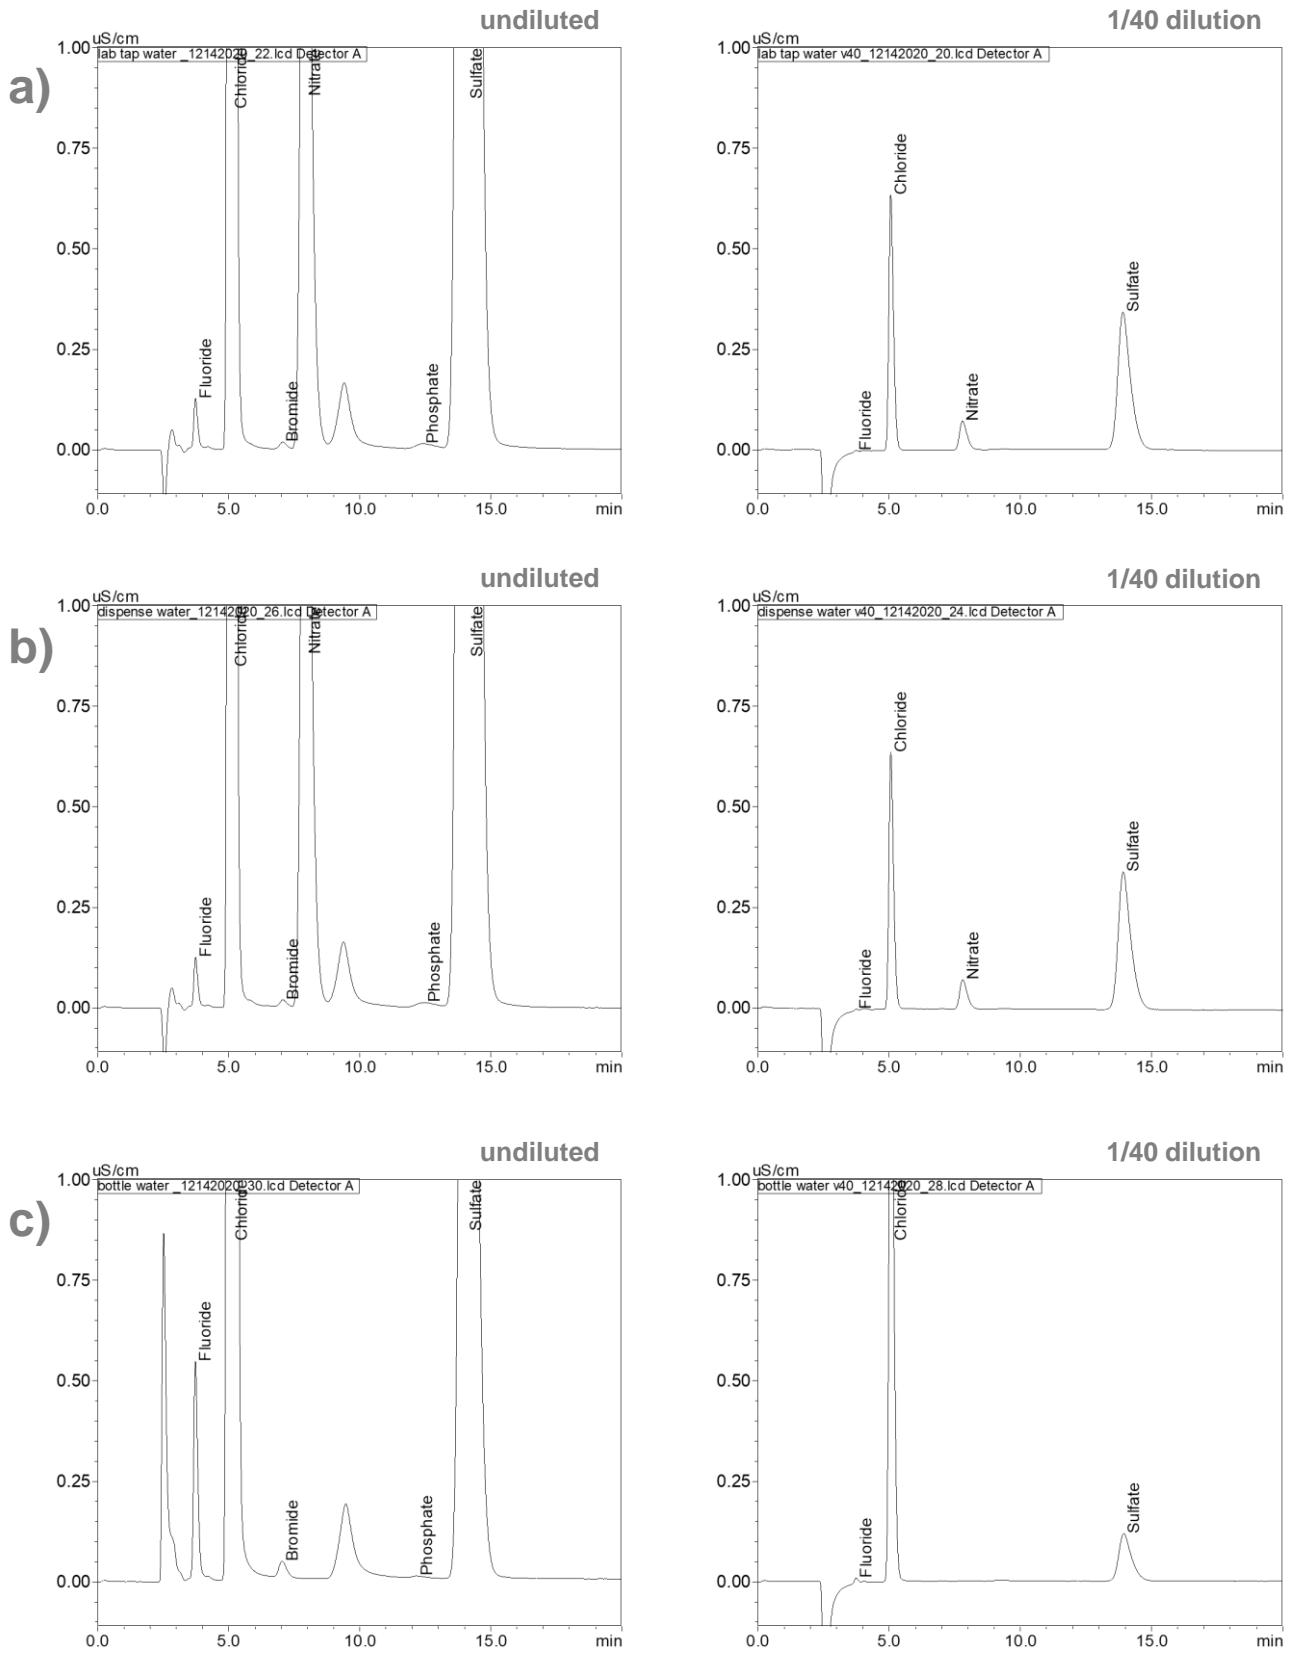 undiluted
1/40 dilution
a)
uS/cm
lab tap water _12142020_22.lcd Detector A
1.00
0.75
0.50
0.25
0.00
Fluoride
Chloride
Bromide
Nitrate
Phosphate
Sulfate
0.0 5.0 10.0 15.0 min
uS/cm
lab tap water v40_12142020_20.lcd Detector A
1.00
0.75
0.50
0.25
0.00
Fluoride
Chloride
Nitrate
Sulfate
0.0 5.0 10.0 15.0 min
undiluted
1/40 dilution
b)
uS/cm
dispense water_12142020_26.lcd Detector A
1.00
0.75
0.50
0.25
0.00
Fluoride
Chloride
Bromide
Nitrate
Phosphate
Sulfate
0.0 5.0 10.0 15.0 min
uS/cm
dispense water v40_12142020_24.lcd Detector A
1.00
0.75
0.50
0.25
0.00
Fluoride
Chloride
Nitrate
Sulfate
0.0 5.0 10.0 15.0 min
undiluted
1/40 dilution
c)
uS/cm
bottle water _12142020_30.lcd Detector A
1.00
0.75
0.50
0.25
0.00
Fluoride
Chloride
Bromide
Phosphate
Sulfate
0.0 5.0 10.0 15.0 min
uS/cm
bottle water v40_12142020_28.lcd Detector A
1.00
0.75
0.50
0.25
0.00
Fluoride
Chloride
Sulfate
0.0 5.0 10.0 15.0 min